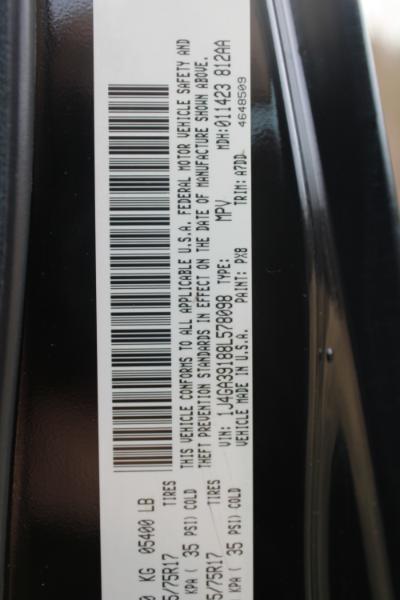 0 KG 05400 LB
5/75R17 TIRES
KPA ( 35 PSI) COLD
5/75R17 TIRES
KPA ( 35 PSI) COLD
THIS VEHICLE CONFORMS TO ALL APPLICABLE U.S.A. FEDERAL MOTOR VEHICLE SAFETY AND
THEFT PREVENTION STANDARDS IN EFFECT ON THE DATE OF MANUFACTURE SHOWN ABOVE.
VIN: 1J4GA39188L578098 TYPE: MPV MDH:011423 812AA
VEHICLE MADE IN U.S.A. PAINT: PX8 TRIM: A7DD 4648509